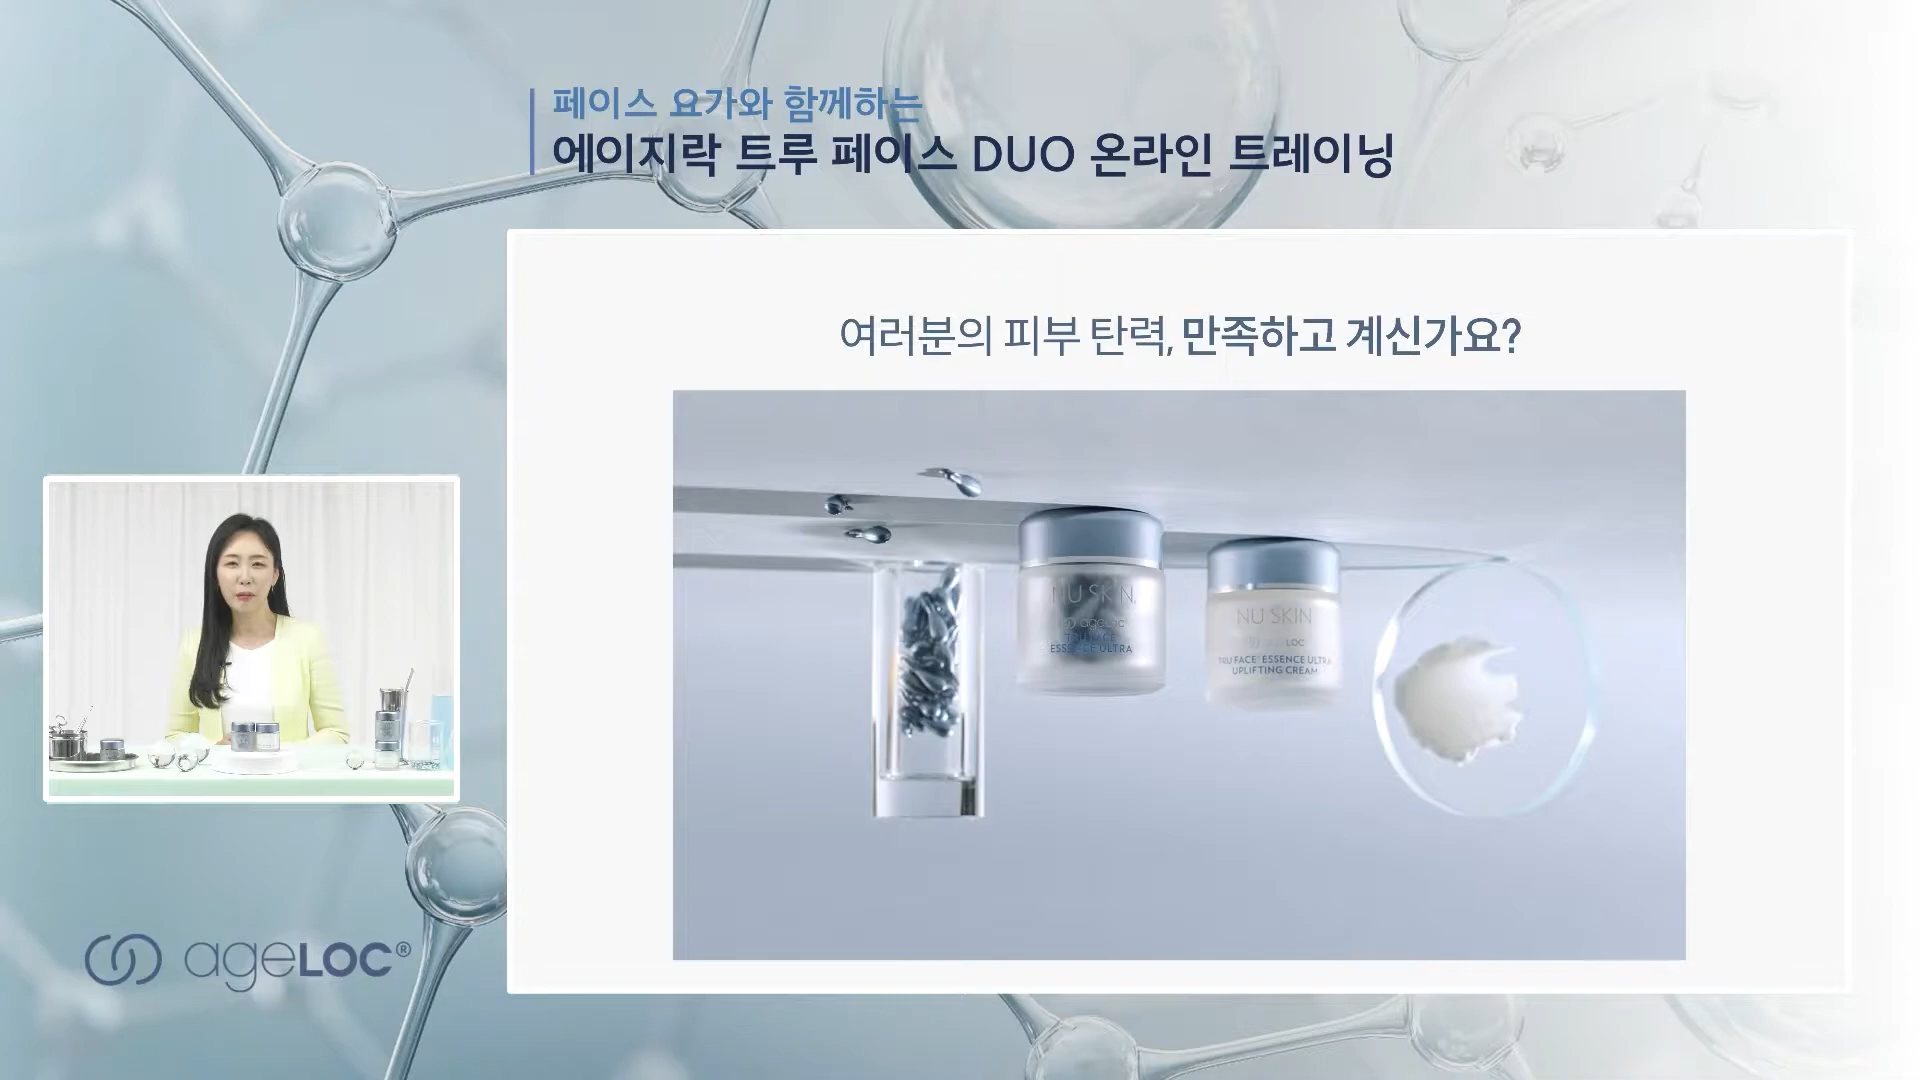 페이스 요가와 함께하는
에이지락 트루 페이스 DUO 온라인 트레이닝
여러분의 피부 탄력, 만족하고 계신가요?
NU SKIN
ageLOC
TRU FACE
ESSENCE ULTRA
NU SKIN
ageLOC
TRU FACE ESSENCE ULTRA
UPLIFTING CREAM
ageLOC®